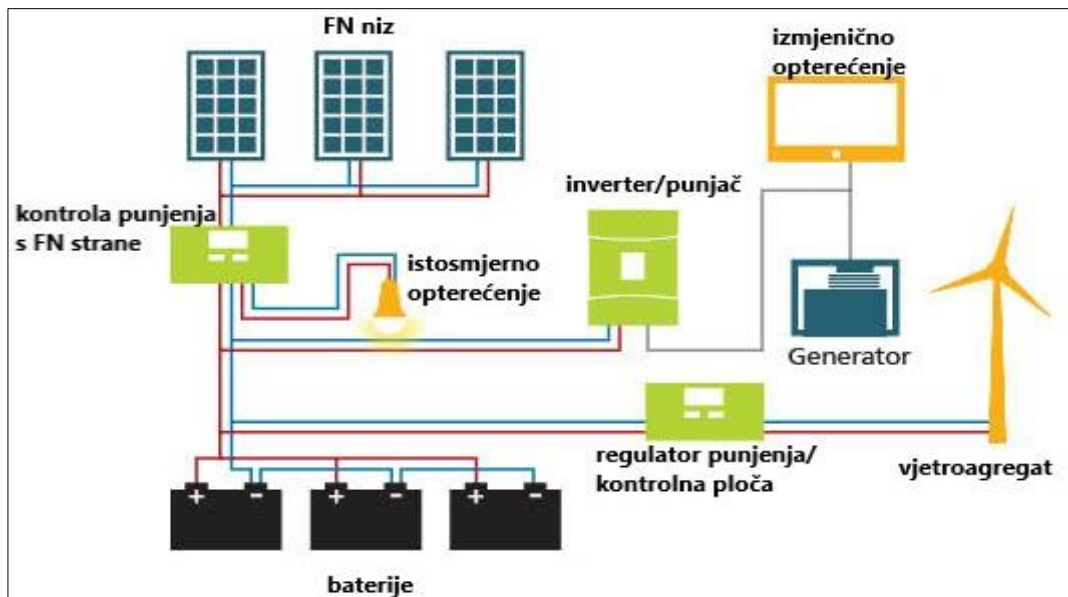 FN niz
izmjenično
opterećenje
inverter/punjač
kontrola punjenja
s FN strane
istosmjerno
opterećenje
Generator
regulator punjenja/
kontrolna ploča
vjetroagregat
+ - + - + -
baterije